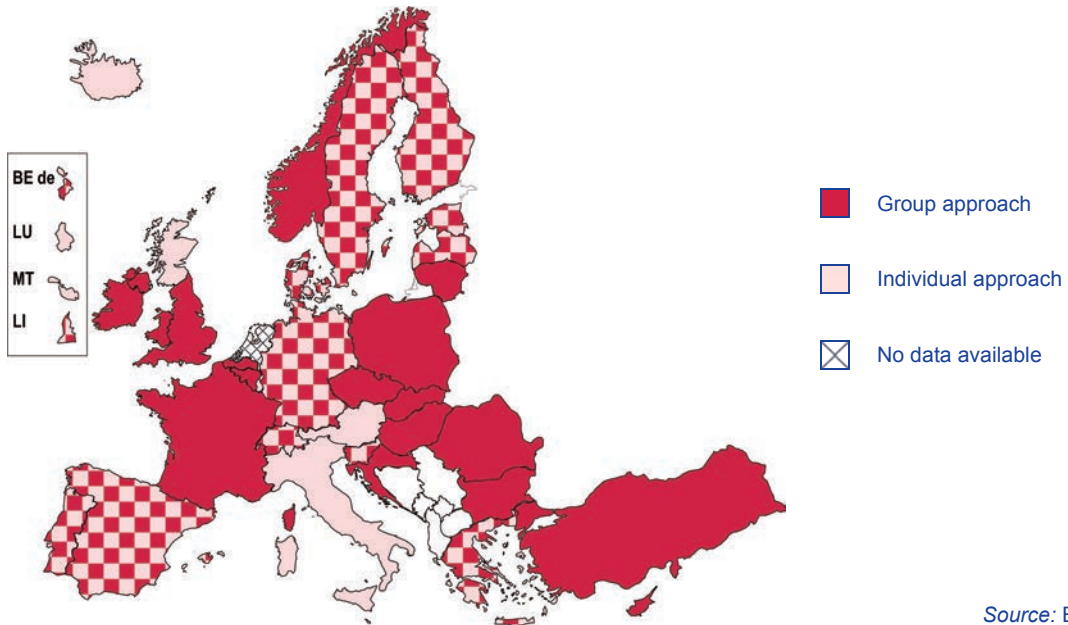 BE de
LU
MT
LI
Group approach
Individual approach
No data available
Source: E